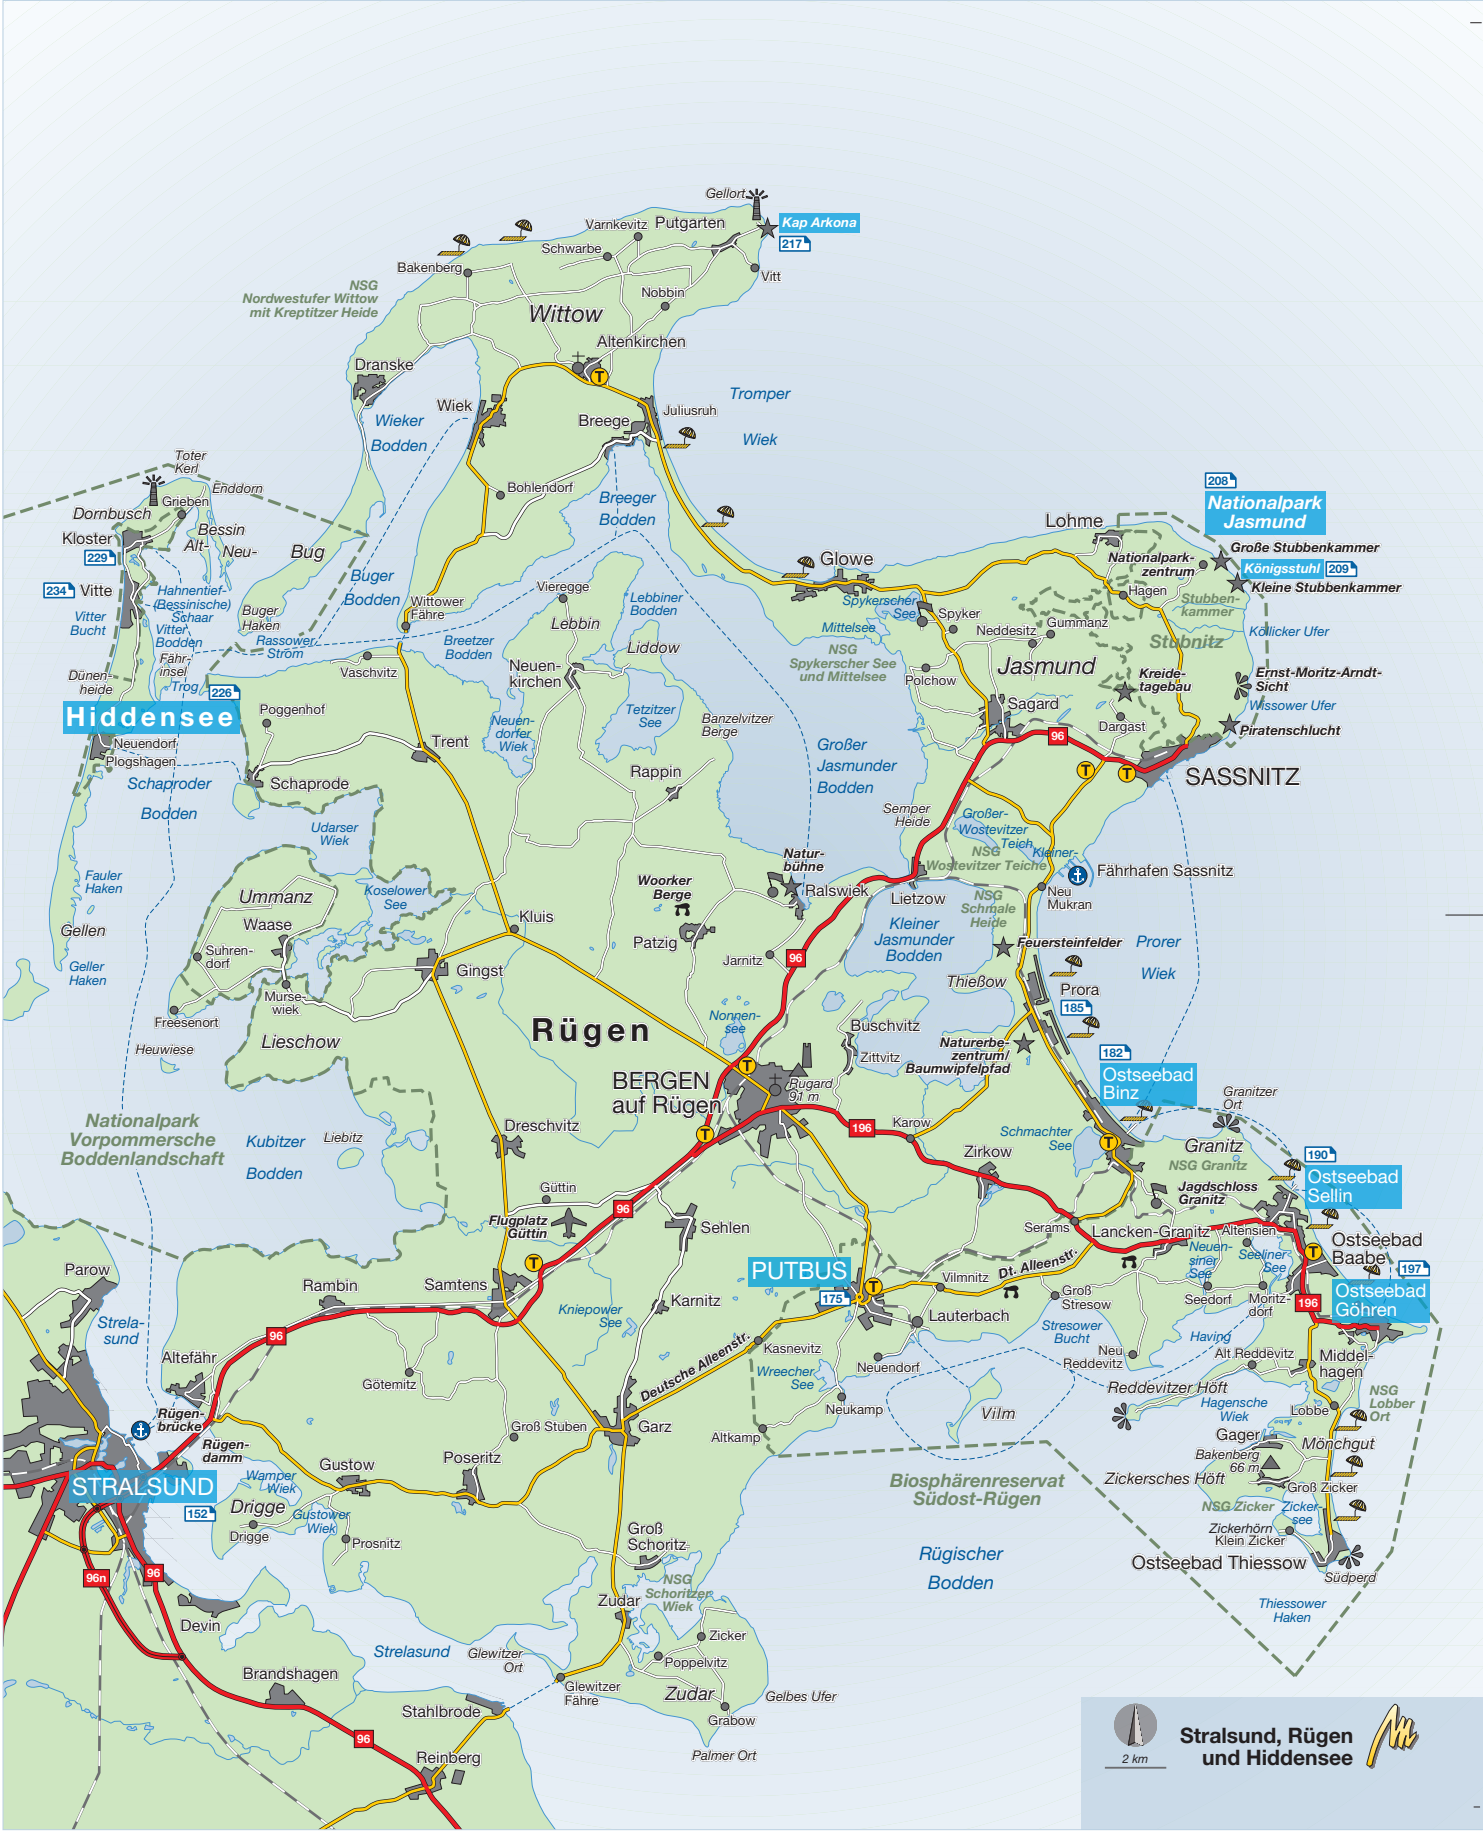 Gellort
Kap Arkona
217
Varnkevitz
Putgarten
Schwarbe
Bakenberg
Vitt
NSG
Nordwestufer Wittow
mit Kreptitzer Heide
Nobbin
Wittow
Altenkirchen
T
Dranske
Wiek
Wieker
Bodden
Breege
Juliusruh
Tromper
Wiek
Toter
Kerl
Enddorn
Grieben
Dornbusch
Kloster
229
Bessin
Alt-
Neu-
Bug
234
Vitte
Vitter
Bucht
Hahnentief-
(Bessinische)
Schaar
Vitter
Bodden
Fähr-
insel
Dünen-
heide
Trog
226
Hiddensee
Neuendorf
Plogshagen
Bohlendorf
Breeger
Bodden
Buger
Bodden
Buger
Haken
Rassower
Strom
Wittower
Fähre
Breetzer
Bodden
Vaschvitz
Vieregge
Lebbin
Lebbiner
Bodden
Liddow
Neuen-
kirchen
Tetzitzer
See
Neuen-
dorfer
Wiek
Banzelvitzer
Berge
Glowe
Lohme
208
Nationalpark
Jasmund
Große Stubbenkammer
Königsstuhl
209
Kleine Stubbenkammer
Nationalpark-
zentrum
Hagen
Stubben-
kammer
Stubnitz
Kollicker Ufer
Spykerscher
See
Spyker
Mittelsee
NSG
Spykerscher See
und Mittelsee
Neddesitz
Gummanz
Jasmund
Polchow
Kreide-
tagebau
Ernst-Moritz-Arndt-
Sicht
Wissower Ufer
Piratenschlucht
Sagard
Dargast
96
T
T
SASSNITZ
Poggenhof
Trent
Schaprode
Schaproder
Bodden
Udarser
Wiek
Rappin
Großer
Jasmunder
Bodden
Semper
Heide
Großer-
Wostevitzer
Teich
Kleiner-
NSG
Wostevitzer Teiche
Fährhafen Sassnitz
Neu
Mukran
Fauler
Haken
Gellen
Geller
Haken
Ummanz
Waase
Suhren-
dorf
Murse-
wiek
Freesenort
Heuwiese
Lieschow
Koselower
See
Kluis
Gingst
Woorker
Berge
Natur-
bühne
Ralswiek
Patzig
Jarnitz
96
Lietzow
Kleiner
Jasmunder
Bodden
NSG
Schmale
Heide
Feuersteinfelder
Thießow
Prorer
Wiek
Prora
185
Rügen
Nonnen-
see
Buschvitz
Zittvitz
Naturerbe-
zentrum/
Baumwipfelpfad
BERGEN
auf Rügen
T
Rugard
91 m
T
182
Ostseebad
Binz
Granitzer
Ort
Nationalpark
Vorpommersche
Boddenlandschaft
Kubitzer
Bodden
Liebitz
Dreschvitz
196
Karow
Schmachter
See
T
Granitz
NSG Granitz
190
Ostseebad
Sellin
Zirkow
Jagdschloss
Granitz
Güttin
Flugplatz
Güttin
96
Sehlen
T
Serams
Lancken-Granitz
Altensien
Neuen-
siner
See
Seeliner
See
T
Ostseebad
Baabe
197
Ostseebad
Göhren
196
Parow
Strela-
sund
Rambin
Samtens
Kniepower
See
Karnitz
PUTBUS
175
T
Vilmnitz
Dt. Alleenstr.
Groß
Stresow
Lauterbach
Stresower
Bucht
Seedorf
Moritz-
dorf
Having
Neu
Reddevitz
Alt Reddevitz
Middel-
hagen
96
Altefähr
Götemitz
Deutsche Alleenstr.
Kasnevitz
Wreecher
See
Neuendorf
Neukamp
Vilm
Reddevitzer Höft
Hagensche
Wiek
NSG
Lobber
Ort
Lobbe
Rügen-
brücke
Rügen-
damm
Groß Stuben
Garz
Altkamp
Gager
Bakenberg
66 m
Mönchgut
Zickersches Höft
Groß Zicker
STRALSUND
152
Wamper
Wiek
Gustow
Poseritz
Drigge
Gustower
Wiek
Drigge
Prosnitz
Biosphärenreservat
Südost-Rügen
NSG Zicker
Zicker-
see
Zickerhörn
Klein Zicker
Groß
Schoritz
Rügischer
Bodden
Ostseebad Thiessow
Südperd
96n
96
NSG
Schoritzer
Wiek
Zudar
Thiessower
Haken
Devin
Strelasund
Glewitzer
Ort
Zicker
Poppelvitz
Brandshagen
Glewitzer
Fähre
Zudar
Gelbes Ufer
Grabow
Stahlbrode
96
Palmer Ort
Reinberg
2 km
Stralsund, Rügen
und Hiddensee